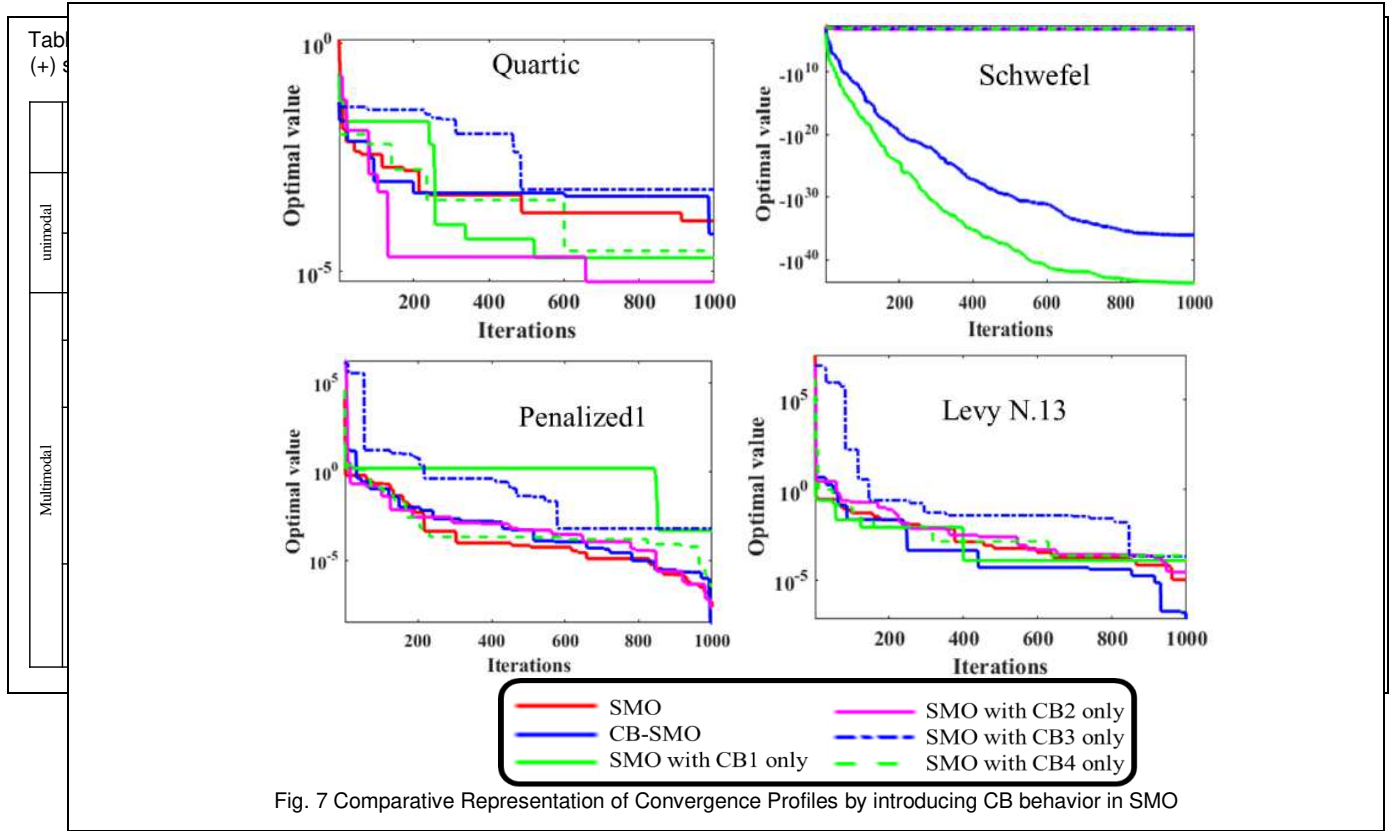 (+)
unimodal
Multimodal
Quartic
Optimal value
10^0
10^-5
200 400 600 800 1000
Iterations
Schwefel
Optimal value
-10^10
-10^20
-10^30
-10^40
200 400 600 800 1000
Iterations
Penalized1
Optimal value
10^5
10^0
10^-5
200 400 600 800 1000
Iterations
Levy N.13
Optimal value
10^5
10^0
10^-5
200 400 600 800 1000
Iterations
SMO
CB-SMO
SMO with CB1 only
SMO with CB2 only
SMO with CB3 only
SMO with CB4 only
Fig. 7 Comparative Representation of Convergence Profiles by introducing CB behavior in SMO